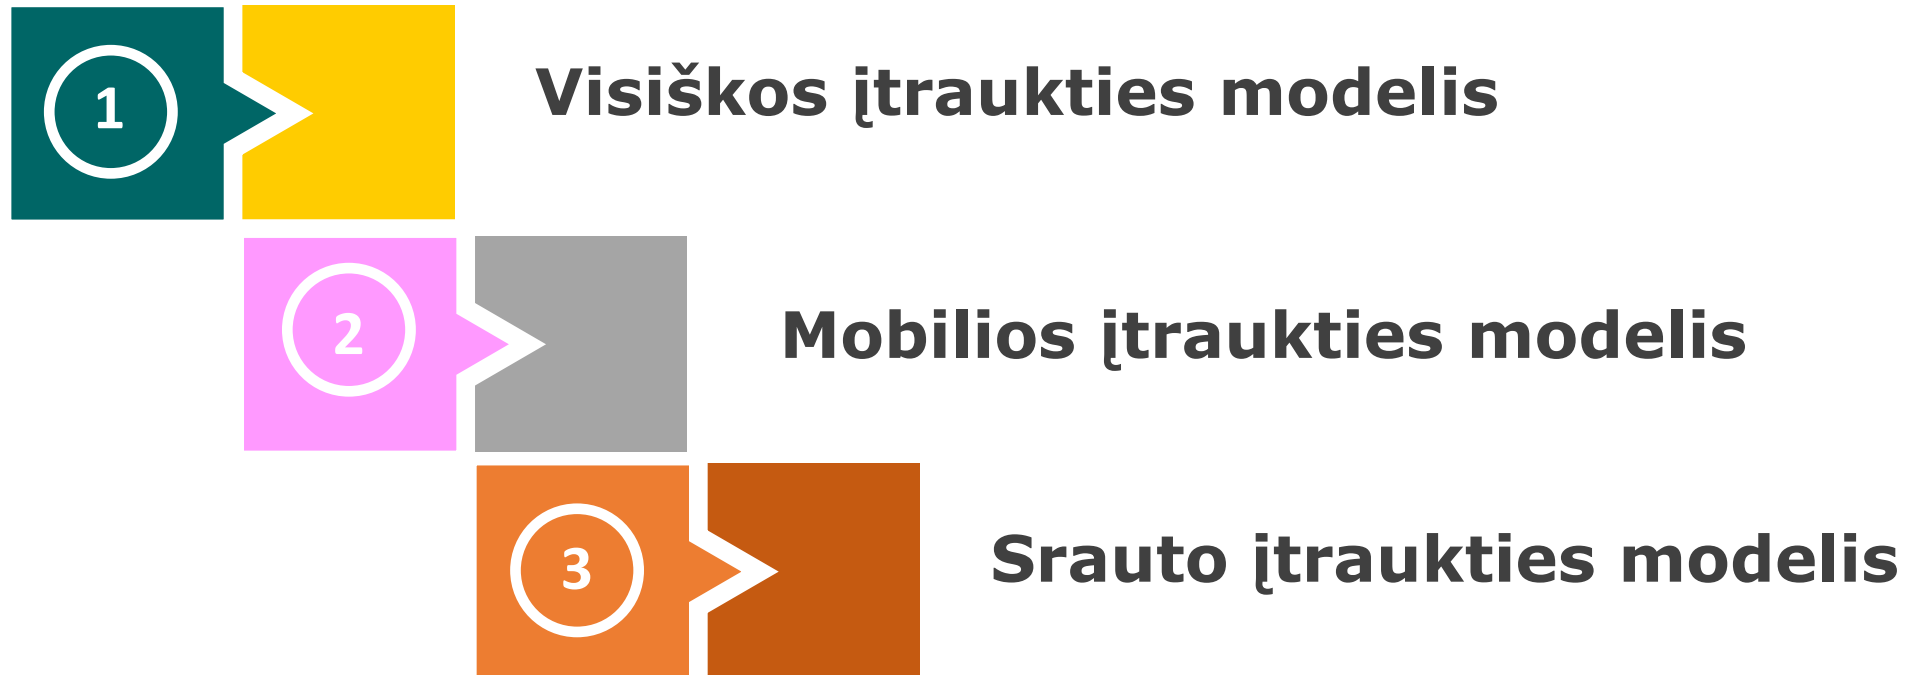 1 Visiškos įtraukties modelis
2 Mobilios įtraukties modelis
3 Srauto įtraukties modelis